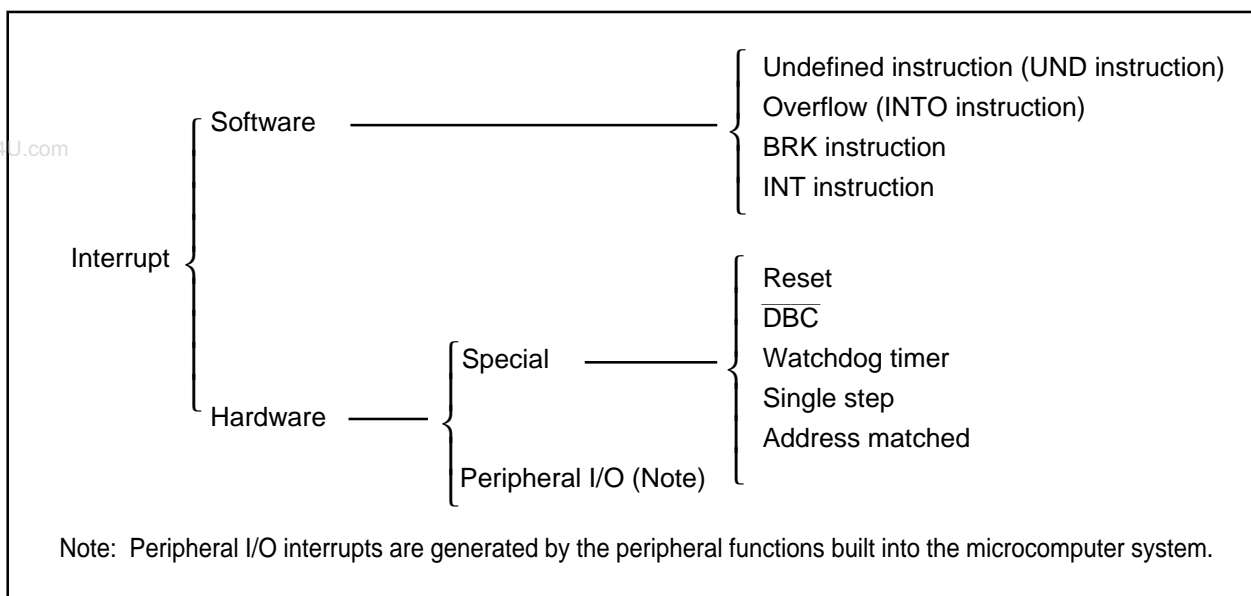 Undefined instruction (UND instruction)
Overflow (INTO instruction)
Software
BRK instruction
4U.com
INT instruction
Interrupt
Reset
D̅B̅C̅
Special
Watchdog timer
Single step
Hardware
Address matched
Peripheral I/O (Note)
Note: Peripheral I/O interrupts are generated by the peripheral functions built into the microcomputer system.